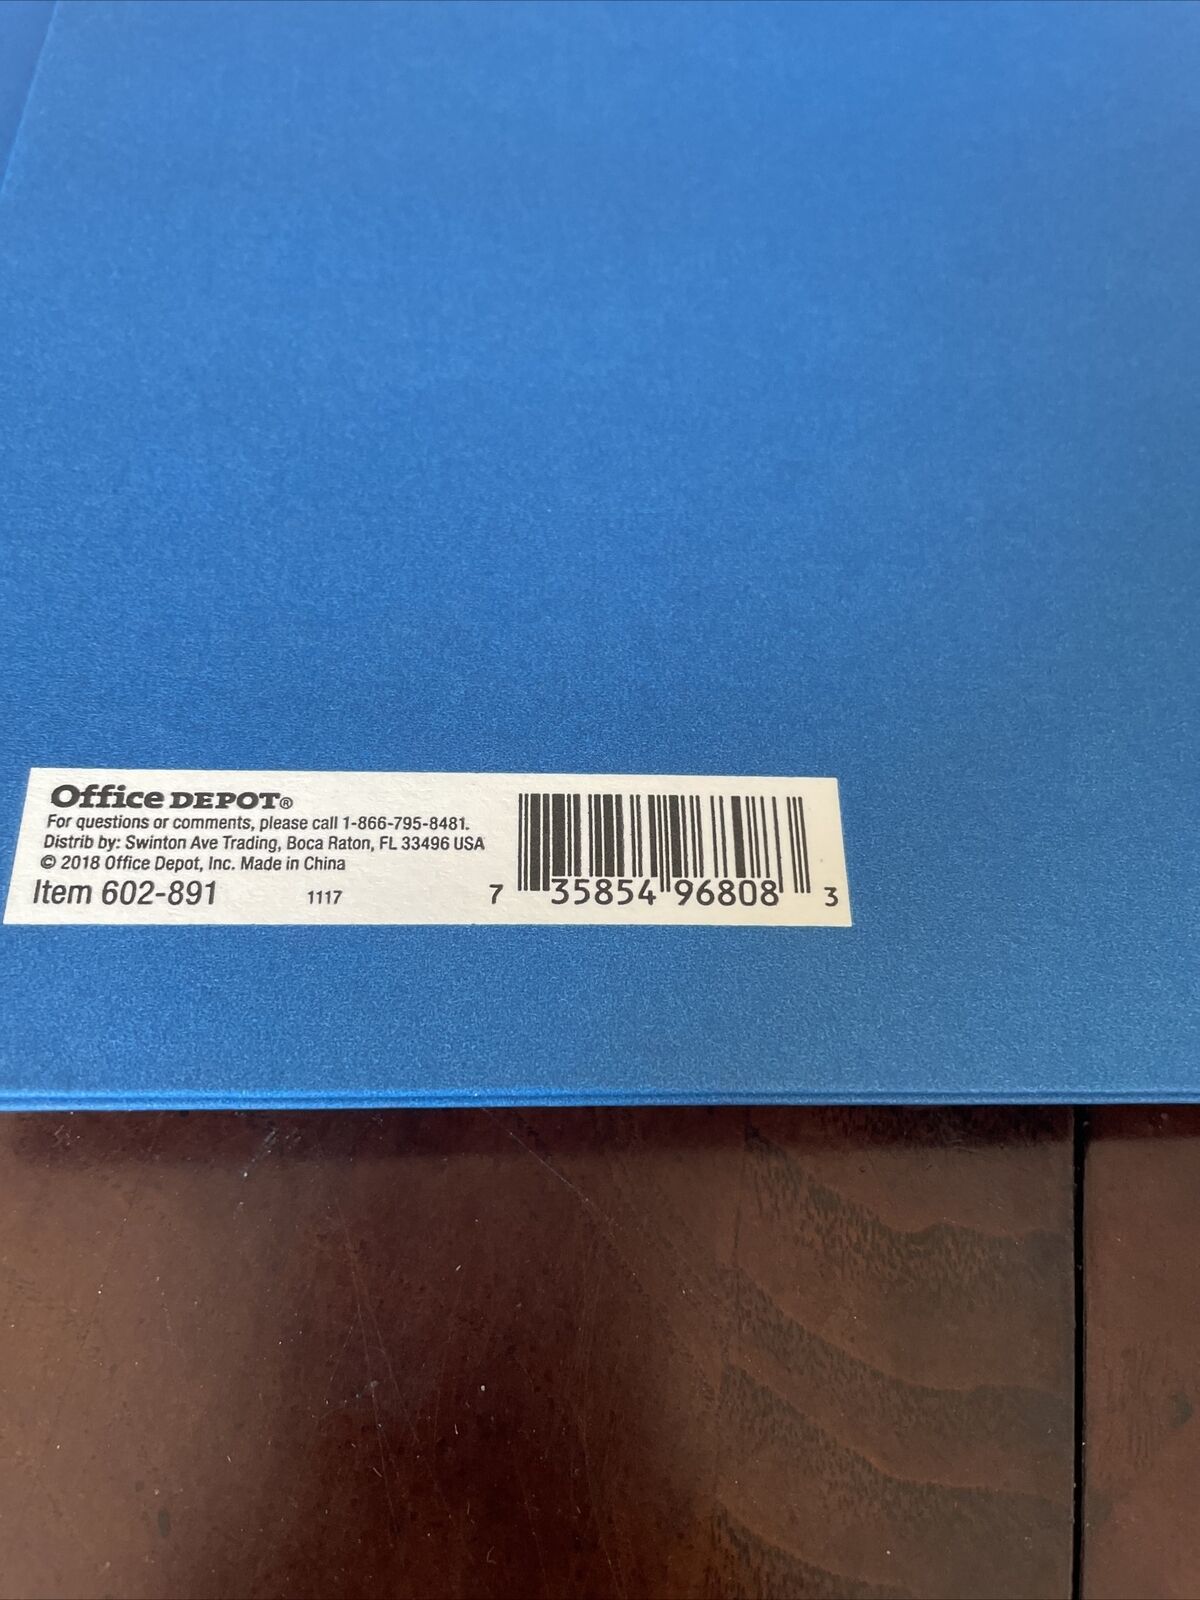 Office DEPOT®
For questions or comments, please call 1-866-795-8481.
Distrib by: Swinton Ave Trading, Boca Raton, FL 33496 USA
© 2018 Office Depot, Inc. Made in China
Item 602-891 1117
7 35854 96808 3